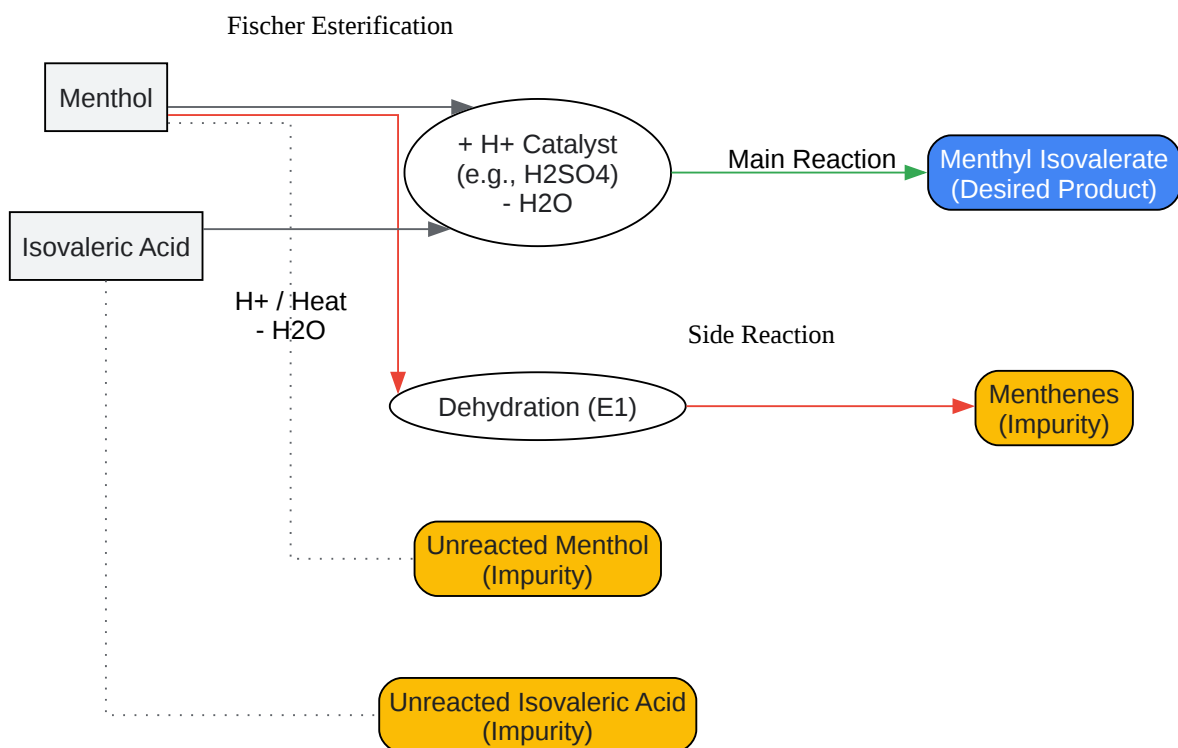 Fischer Esterification
Menthol
+ H+ Catalyst
(e.g., H2SO4)
- H2O
Main Reaction
Menthyl Isovalerate
(Desired Product)
Isovaleric Acid
H+ / Heat
- H2O
Side Reaction
Dehydration (E1)
Menthenes
(Impurity)
Unreacted Menthol
(Impurity)
Unreacted Isovaleric Acid
(Impurity)